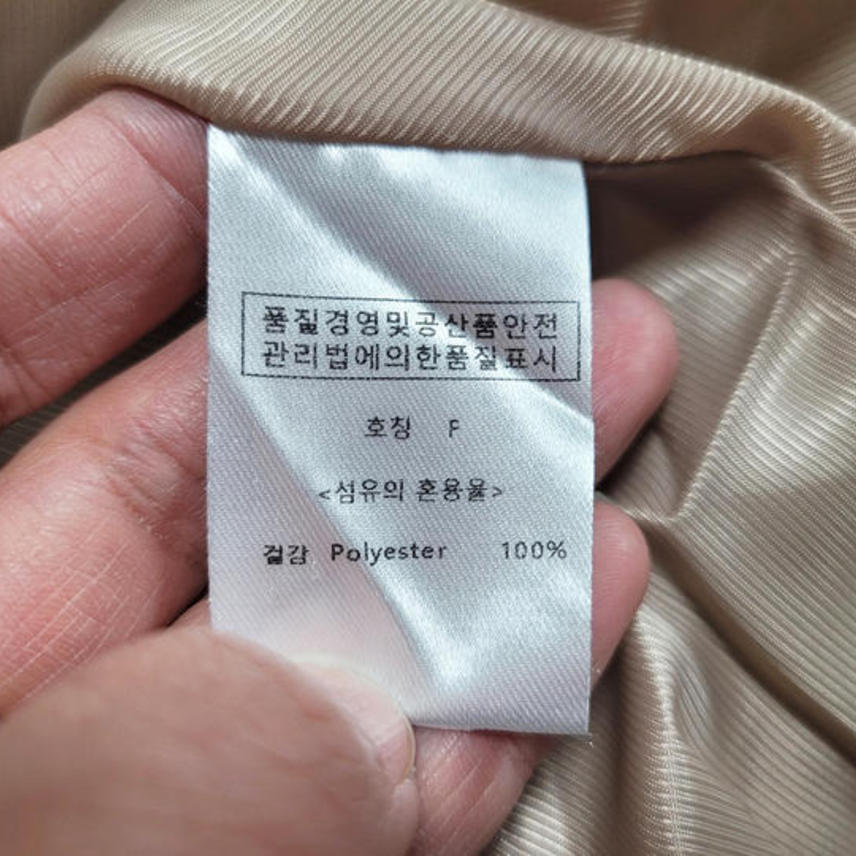 품질경영및공산품안전
관리법에의한품질표시
호칭 F
<섬유의 혼용율>
겉감 Polyester 100%